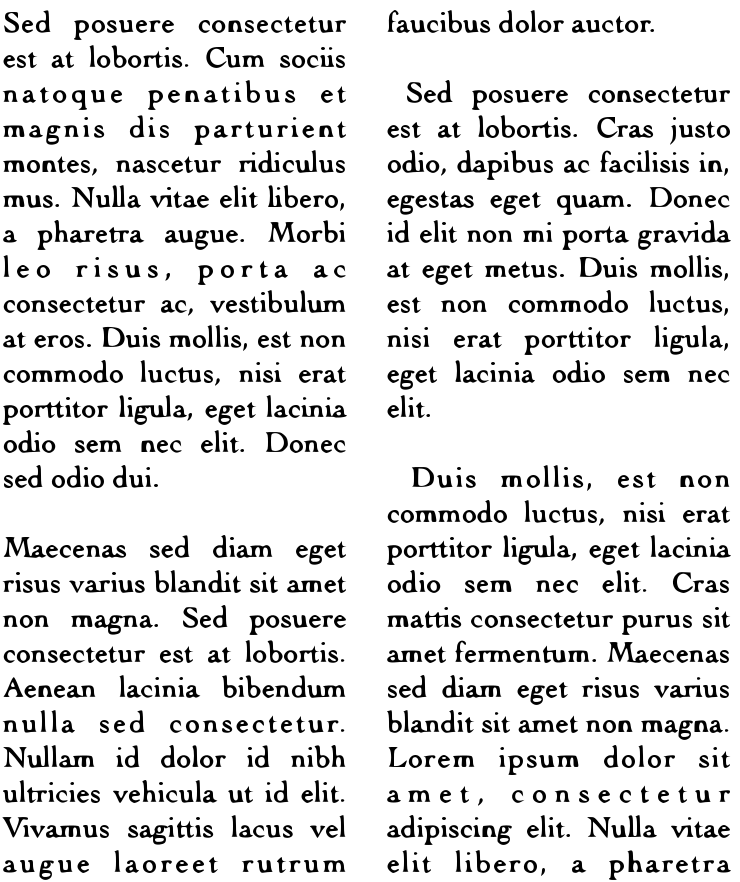 Sed posuere consectetur
est at lobortis. Cum sociis
natoque penatibus et
magnis dis parturient
montes, nascetur ridiculus
mus. Nulla vitae elit libero,
a pharetra augue. Morbi
leo risus, porta ac
consectetur ac, vestibulum
at eros. Duis mollis, est non
commodo luctus, nisi erat
porttitor ligula, eget lacinia
odio sem nec elit. Donec
sed odio dui.
Maecenas sed diam eget
risus varius blandit sit amet
non magna. Sed posuere
consectetur est at lobortis.
Aenean lacinia bibendum
nulla sed consectetur.
Nullam id dolor id nibh
ultricies vehicula ut id elit.
Vivamus sagittis lacus vel
augue laoreet rutrum
faucibus dolor auctor.
Sed posuere consectetur
est at lobortis. Cras justo
odio, dapibus ac facilisis in,
egestas eget quam. Donec
id elit non mi porta gravida
at eget metus. Duis mollis,
est non commodo luctus,
nisi erat porttitor ligula,
eget lacinia odio sem nec
elit.
Duis mollis, est non
commodo luctus, nisi erat
porttitor ligula, eget lacinia
odio sem nec elit. Cras
mattis consectetur purus sit
amet fermentum. Maecenas
sed diam eget risus varius
blandit sit amet non magna.
Lorem ipsum dolor sit
amet, consectetur
adipiscing elit. Nulla vitae
elit libero, a pharetra